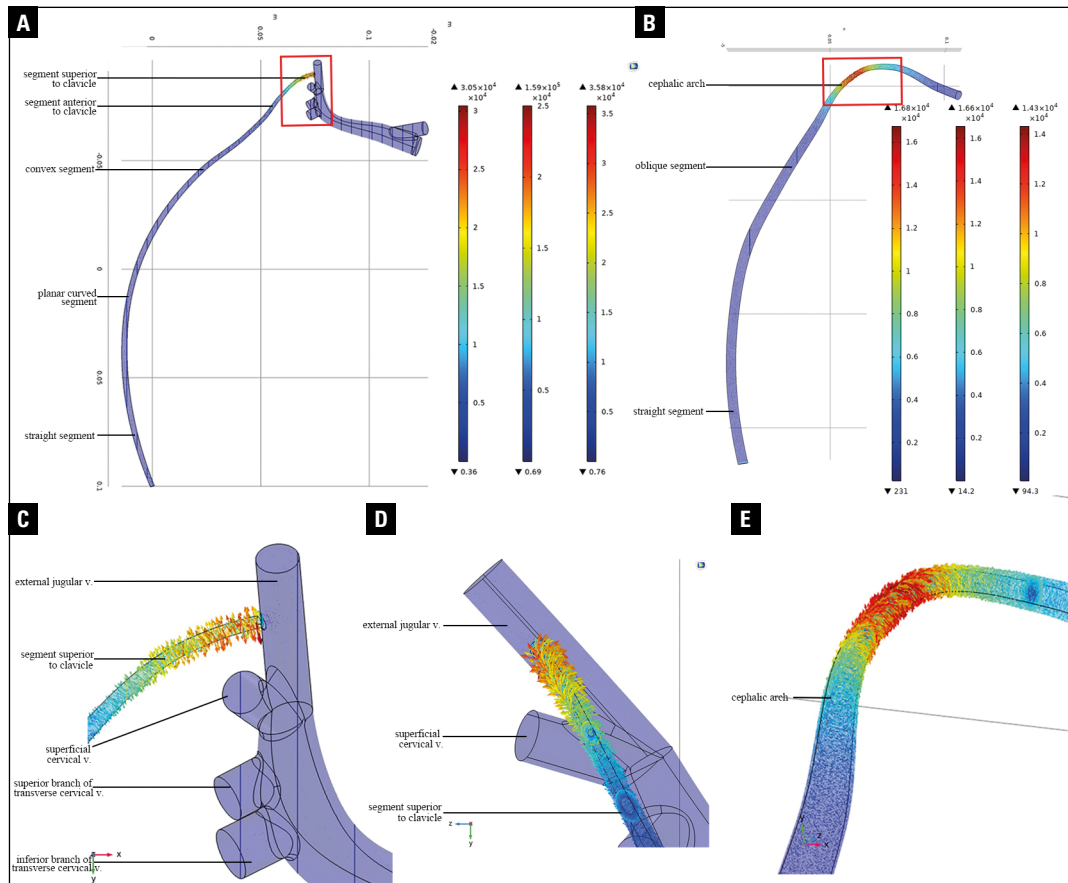 A
m
m
0
0.05
0.1
-0.02
segment superior
to clavicle
segment anterior
to clavicle
convex segment
planar curved
segment
straight segment
0
0.05
0.1
▲ 3.05×10⁴
×10⁴
3
2.5
2
1.5
1
0.5
▼ 0.36
▲ 1.59×10⁵
×10⁴
2.5
2
1.5
1
0.5
▼ 0.69
▲ 3.58×10⁴
×10⁴
3.5
3
2.5
2
1.5
1
0.5
▼ 0.76
B
0.05
0.1
cephalic arch
oblique segment
straight segment
▲ 1.68×10⁴
×10⁴
1.6
1.4
1.2
1
0.8
0.6
0.4
0.2
▼ 231
▲ 1.66×10⁴
×10⁴
1.6
1.4
1.2
1
0.8
0.6
0.4
0.2
▼ 14.2
▲ 1.43×10⁴
×10⁴
1.4
1.2
1
0.8
0.6
0.4
0.2
▼ 94.3
C
external jugular v.
segment superior
to clavicle
superficial
cervical v.
superior branch of
transverse cervical v.
inferior branch of
transverse cervical v.
x
y
D
external jugular v.
superficial
cervical v.
segment superior
to clavicle
z
x
y
E
cephalic arch
y
z
x